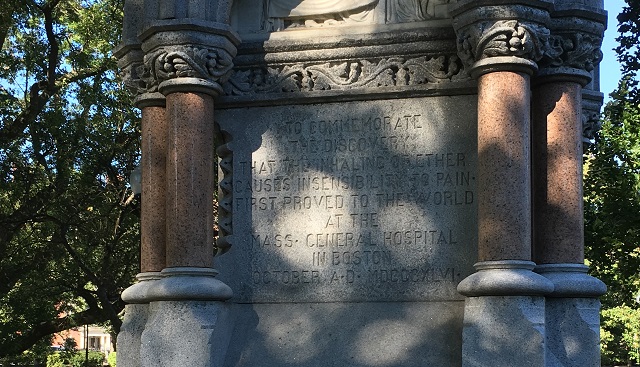 TO COMMEMORATE
THE DISCOVERY
THAT THE INHALING OF ETHER
CAUSES INSENSIBILITY TO PAIN.
FIRST PROVED TO THE WORLD
AT THE
MASS. GENERAL HOSPITAL
IN BOSTON
OCTOBER A.D. MDCCCXLVI.